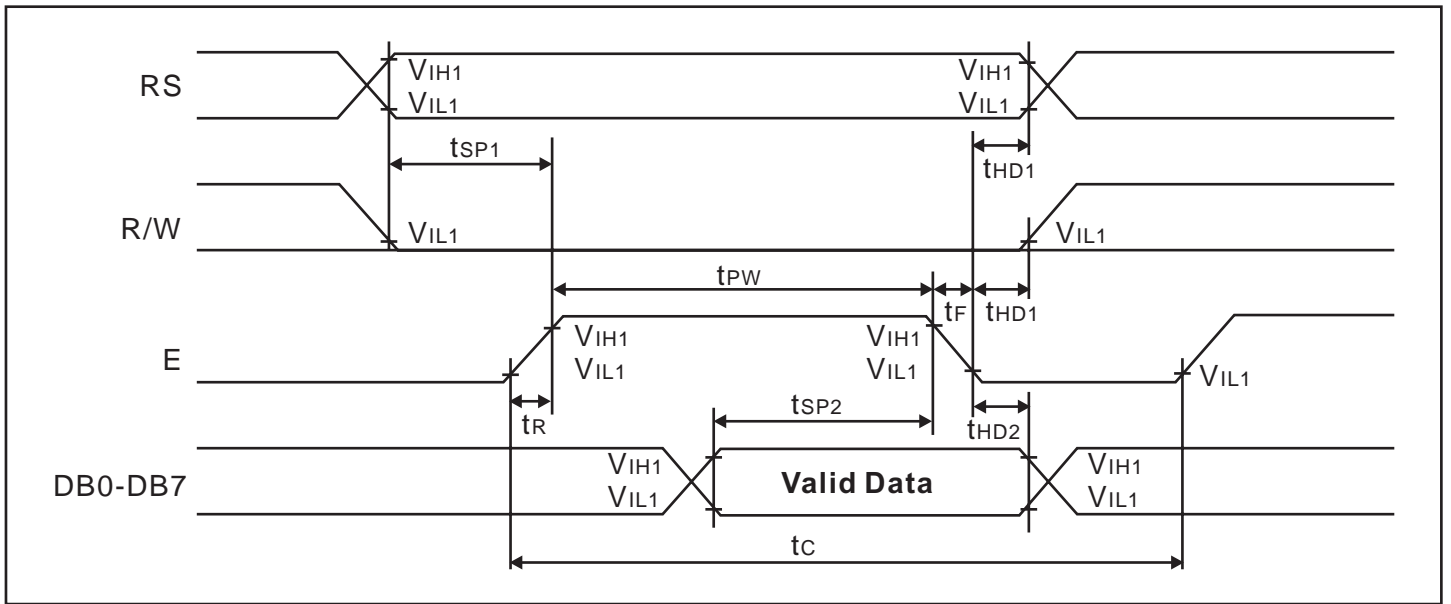 RS
VIH1
VIL1
VIH1
VIL1
tSP1
tHD1
R/W
VIL1
VIL1
tPW
tF
tHD1
E
VIH1
VIL1
VIH1
VIL1
VIL1
tR
tSP2
tHD2
DB0-DB7
VIH1
VIL1
Valid Data
VIH1
VIL1
tC